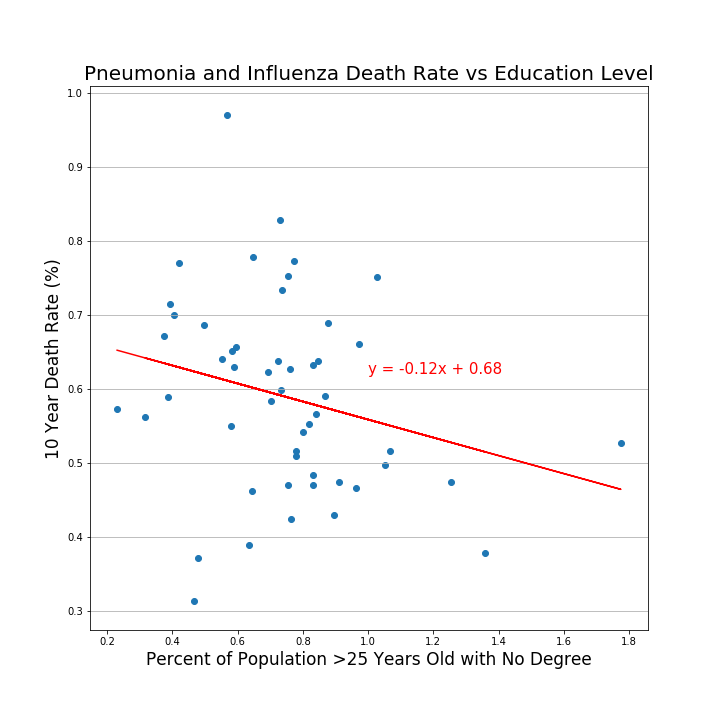 Pneumonia and Influenza Death Rate vs Education Level
1.0
0.9
0.8
0.7
0.6
0.5
0.4
0.3
10 Year Death Rate (%)
y = -0.12x + 0.68
0.2 0.4 0.6 0.8 1.0 1.2 1.4 1.6 1.8
Percent of Population >25 Years Old with No Degree